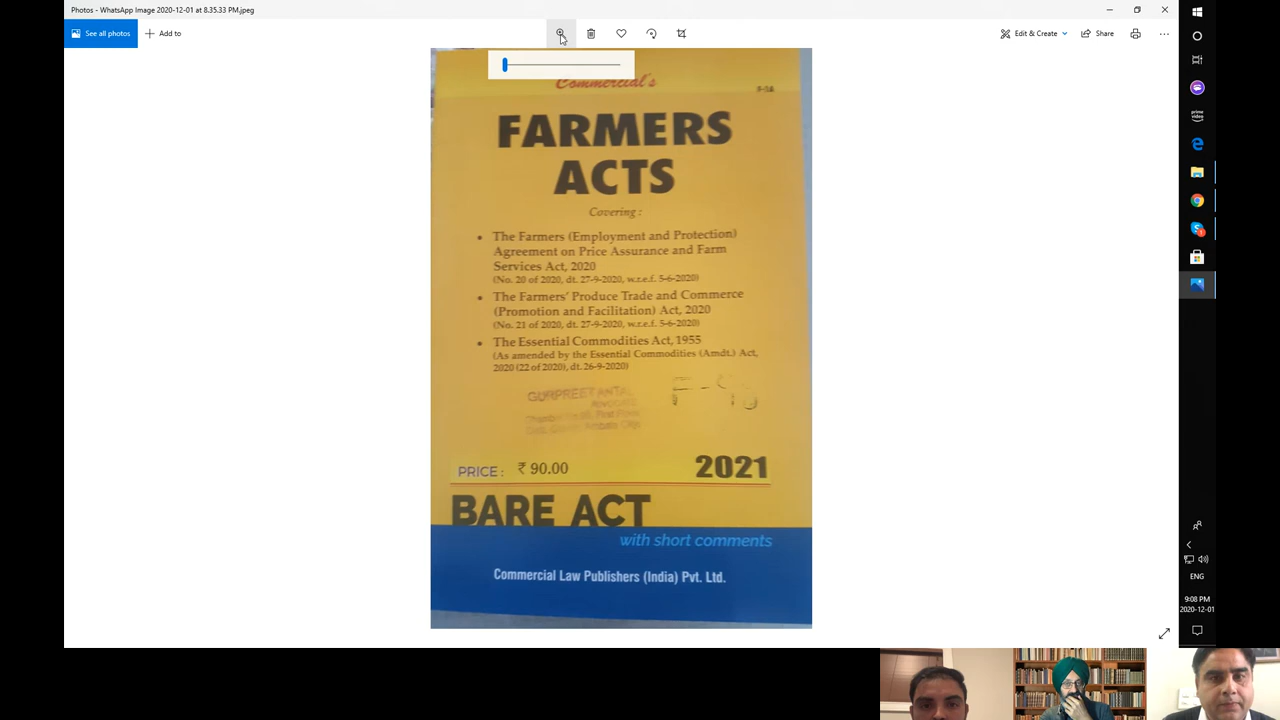 Photos - WhatsApp Image 2020-12-01 at 8.35.33 PM.jpeg
See all photos
Add to
Edit & Create
Share
Commercial's
F-1A
FARMERS
ACTS
Covering :
• The Farmers (Employment and Protection)
Agreement on Price Assurance and Farm
Services Act, 2020
(No. 20 of 2020, dt. 27-9-2020, w.r.e.f. 5-6-2020)
• The Farmers' Produce Trade and Commerce
(Promotion and Facilitation) Act, 2020
(No. 21 of 2020, dt. 27-9-2020, w.r.e.f. 5-6-2020)
• The Essential Commodities Act, 1955
(As amended by the Essential Commodities (Amdt.) Act,
2020 (22 of 2020), dt. 26-9-2020)
GURPREET ANTAL
Advocate
PRICE : ₹ 90.00
2021
BARE ACT
with short comments
Commercial Law Publishers (India) Pvt. Ltd.
prime
video
ENG
9:08 PM
2020-12-01